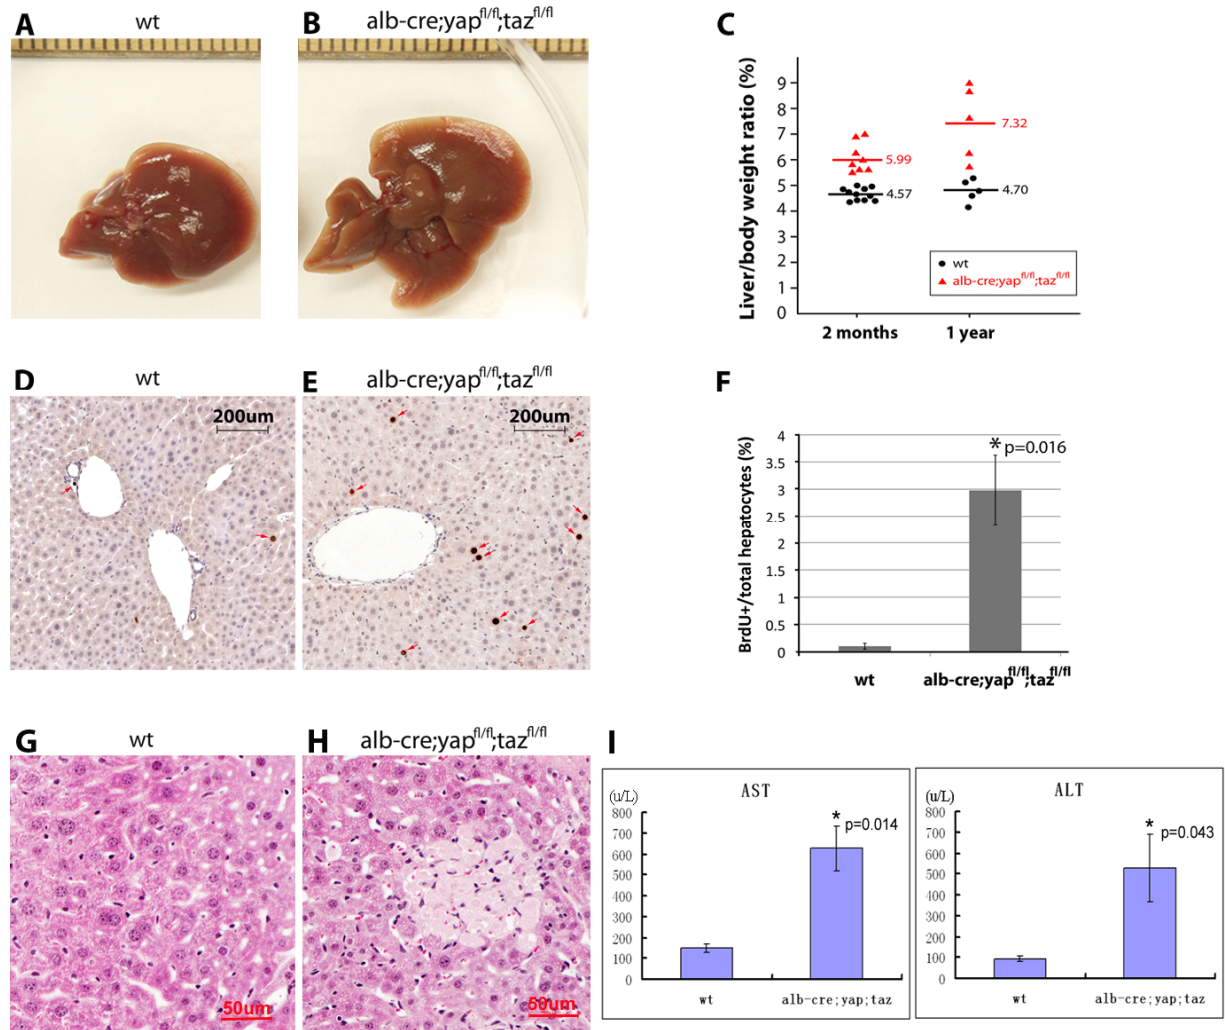 A wt
B alb-cre;yap^fl/fl;taz^fl/fl
C
Liver/body weight ratio (%)
9
8
7
6
5
4
3
2
1
0
7.32
5.99
4.57
4.70
wt
alb-cre;yap^fl/fl;taz^fl/fl
2 months 1 year
D wt
E alb-cre;yap^fl/fl;taz^fl/fl
F
200um
200um
BrdU+/total hepatocytes (%)
4
3.5
3
2.5
2
1.5
1
0.5
0
* p=0.016
wt alb-cre;yap^fl/fl;taz^fl/fl
G wt
H alb-cre;yap^fl/fl;taz^fl/fl
I
50um
50um
AST
(u/L)
800
700
600
500
400
300
200
100
0
* p=0.014
wt alb-cre;yap;taz
ALT
(u/L)
800
700
600
500
400
300
200
100
0
* p=0.043
wt alb-cre;yap;taz